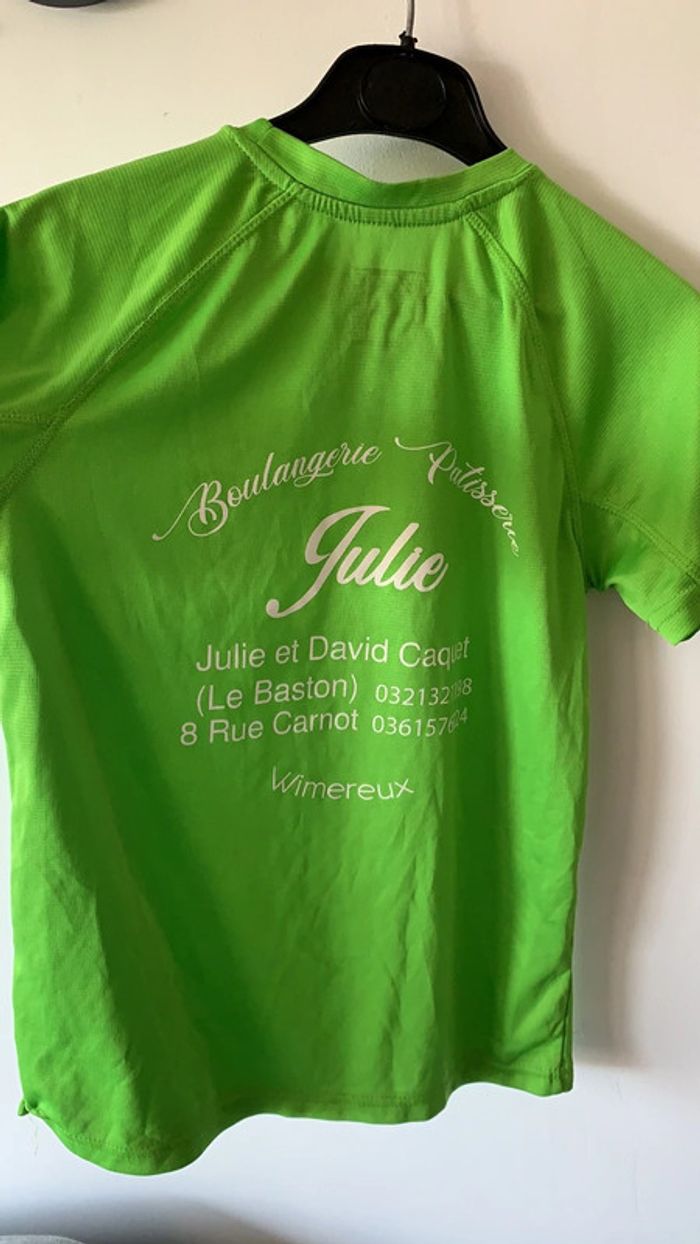 Boulangerie Patisserie
Julie
Julie et David Caquet
(Le Baston)
8 Rue Carnot
Wimereux